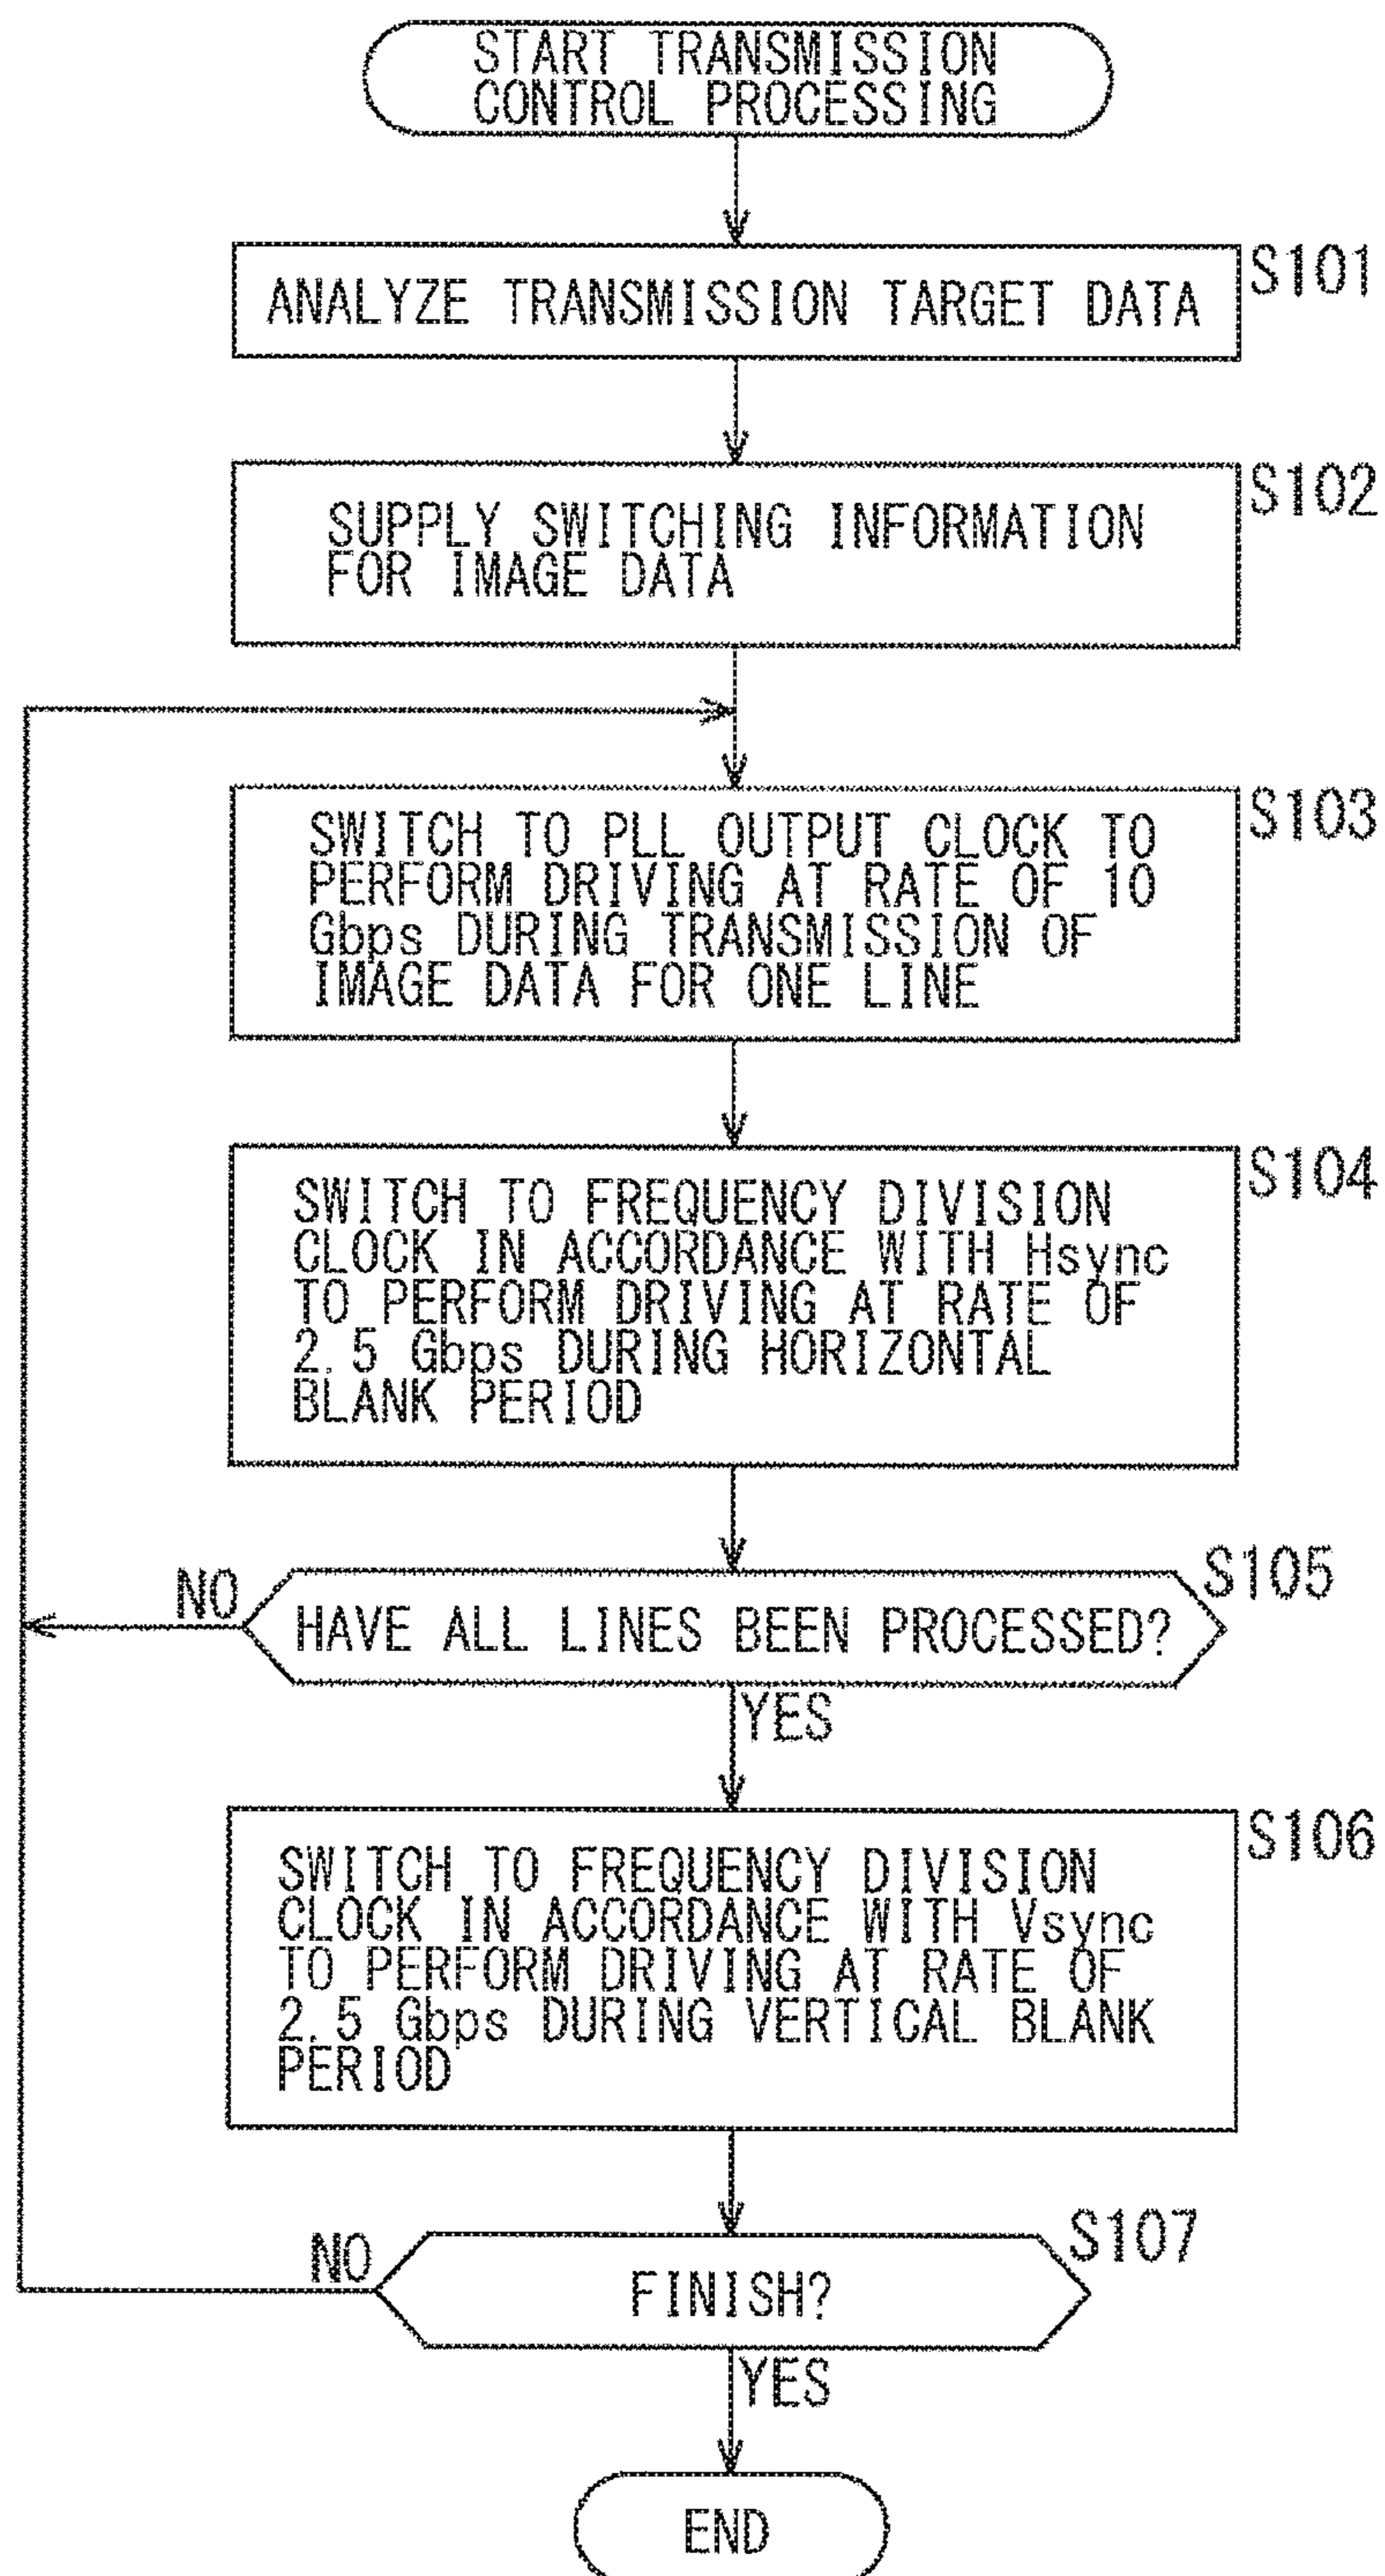 START TRANSMISSION
CONTROL PROCESSING
S101
ANALYZE TRANSMISSION TARGET DATA
S102
SUPPLY SWITCHING INFORMATION
FOR IMAGE DATA
S103
SWITCH TO PLL OUTPUT CLOCK TO
PERFORM DRIVING AT RATE OF 10
Gbps DURING TRANSMISSION OF
IMAGE DATA FOR ONE LINE
S104
SWITCH TO FREQUENCY DIVISION
CLOCK IN ACCORDANCE WITH Hsync
TO PERFORM DRIVING AT RATE OF
2.5 Gbps DURING HORIZONTAL
BLANK PERIOD
S105
NO
HAVE ALL LINES BEEN PROCESSED?
YES
S106
SWITCH TO FREQUENCY DIVISION
CLOCK IN ACCORDANCE WITH Vsync
TO PERFORM DRIVING AT RATE OF
2.5 Gbps DURING VERTICAL BLANK
PERIOD
S107
NO
FINISH?
YES
END